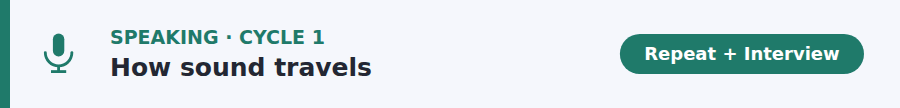 SPEAKING · CYCLE 1
How sound travels
Repeat + Interview